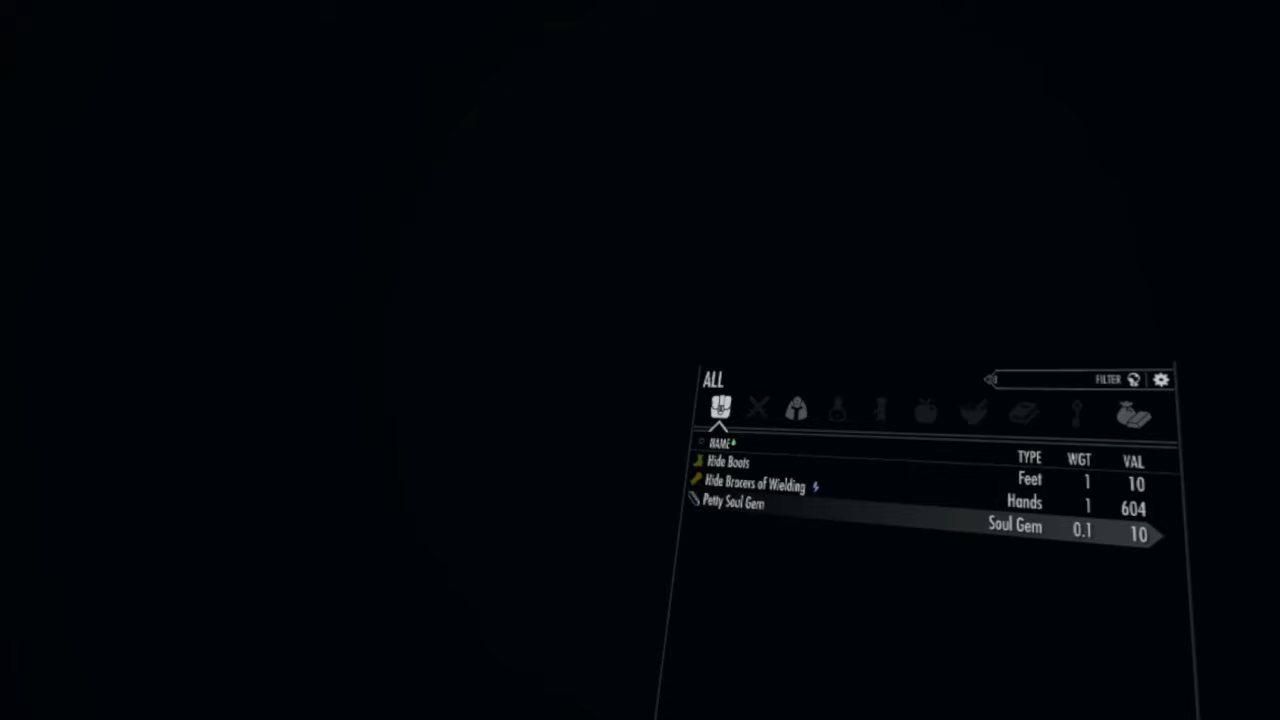 ALL
FILTER
NAME TYPE WGT VAL
Hide Boots Feet 1 10
Hide Bracers of Wielding Hands 1 604
Petty Soul Gem Soul Gem 0.1 10